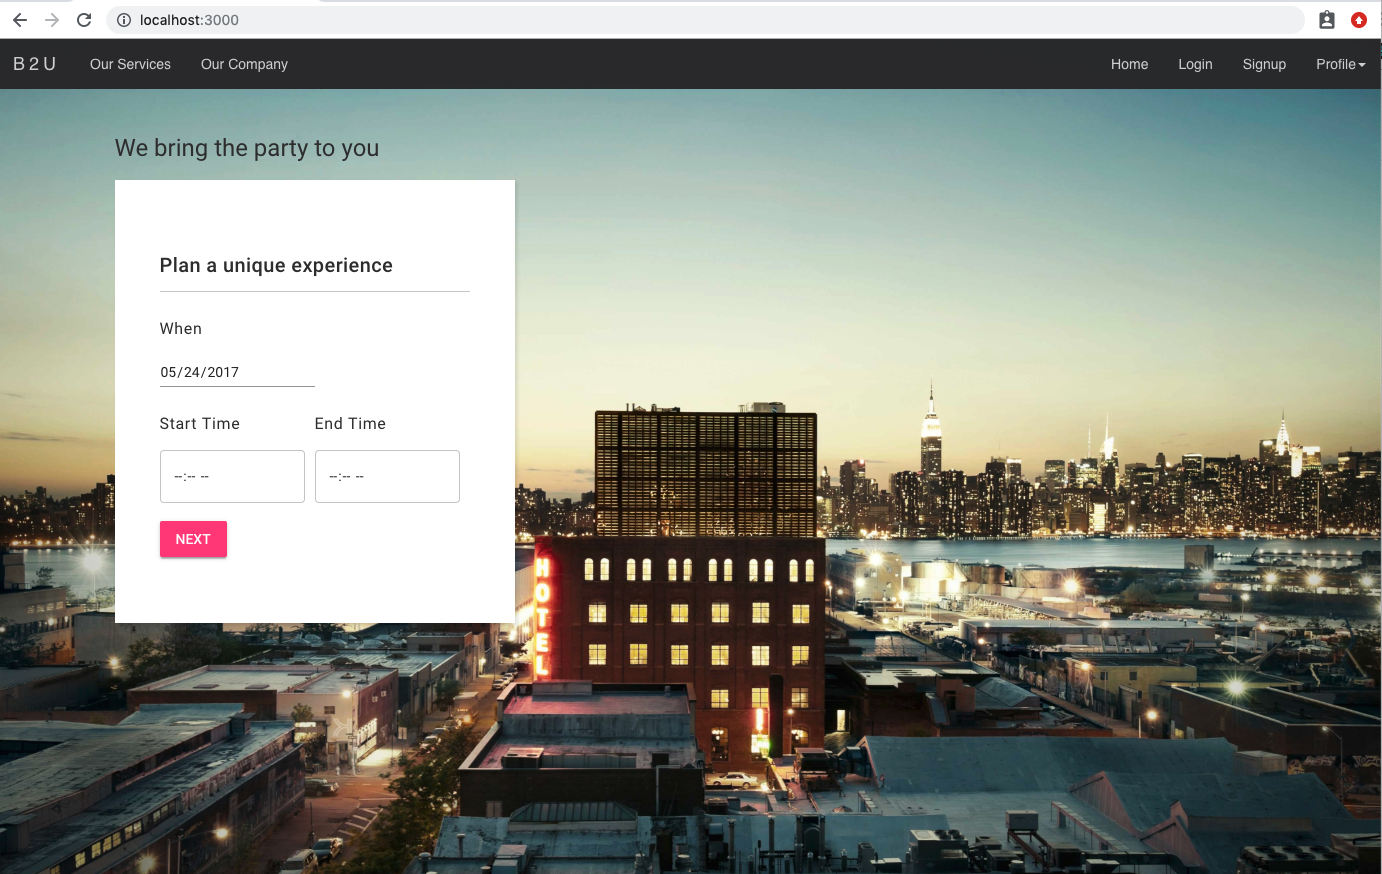 localhost:3000
B2U Our Services Our Company Home Login Signup Profile
We bring the party to you
Plan a unique experience
When
05/24/2017
Start Time End Time
--:-- -- --:-- --
NEXT
HOTEL